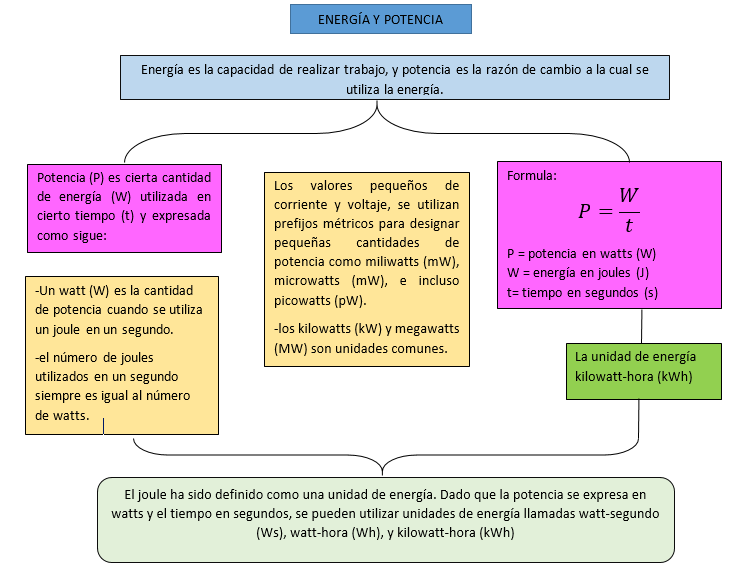 ENERGÍA Y POTENCIA
Energía es la capacidad de realizar trabajo, y potencia es la razón de cambio a la cual se
utiliza la energía.
Potencia (P) es cierta cantidad
de energía (W) utilizada en
cierto tiempo (t) y expresada
como sigue:
-Un watt (W) es la cantidad
de potencia cuando se utiliza
un joule en un segundo.
-el número de joules
utilizados en un segundo
siempre es igual al número
de watts.
Los valores pequeños de
corriente y voltaje, se utilizan
prefijos métricos para designar
pequeñas cantidades de
potencia como miliwatts (mW),
microwatts (mW), e incluso
picowatts (pW).
-los kilowatts (kW) y megawatts
(MW) son unidades comunes.
Formula:
P = W/t
P = potencia en watts (W)
W = energía en joules (J)
t= tiempo en segundos (s)
La unidad de energía
kilowatt-hora (kWh)
El joule ha sido definido como una unidad de energía. Dado que la potencia se expresa en
watts y el tiempo en segundos, se pueden utilizar unidades de energía llamadas watt-segundo
(Ws), watt-hora (Wh), y kilowatt-hora (kWh)